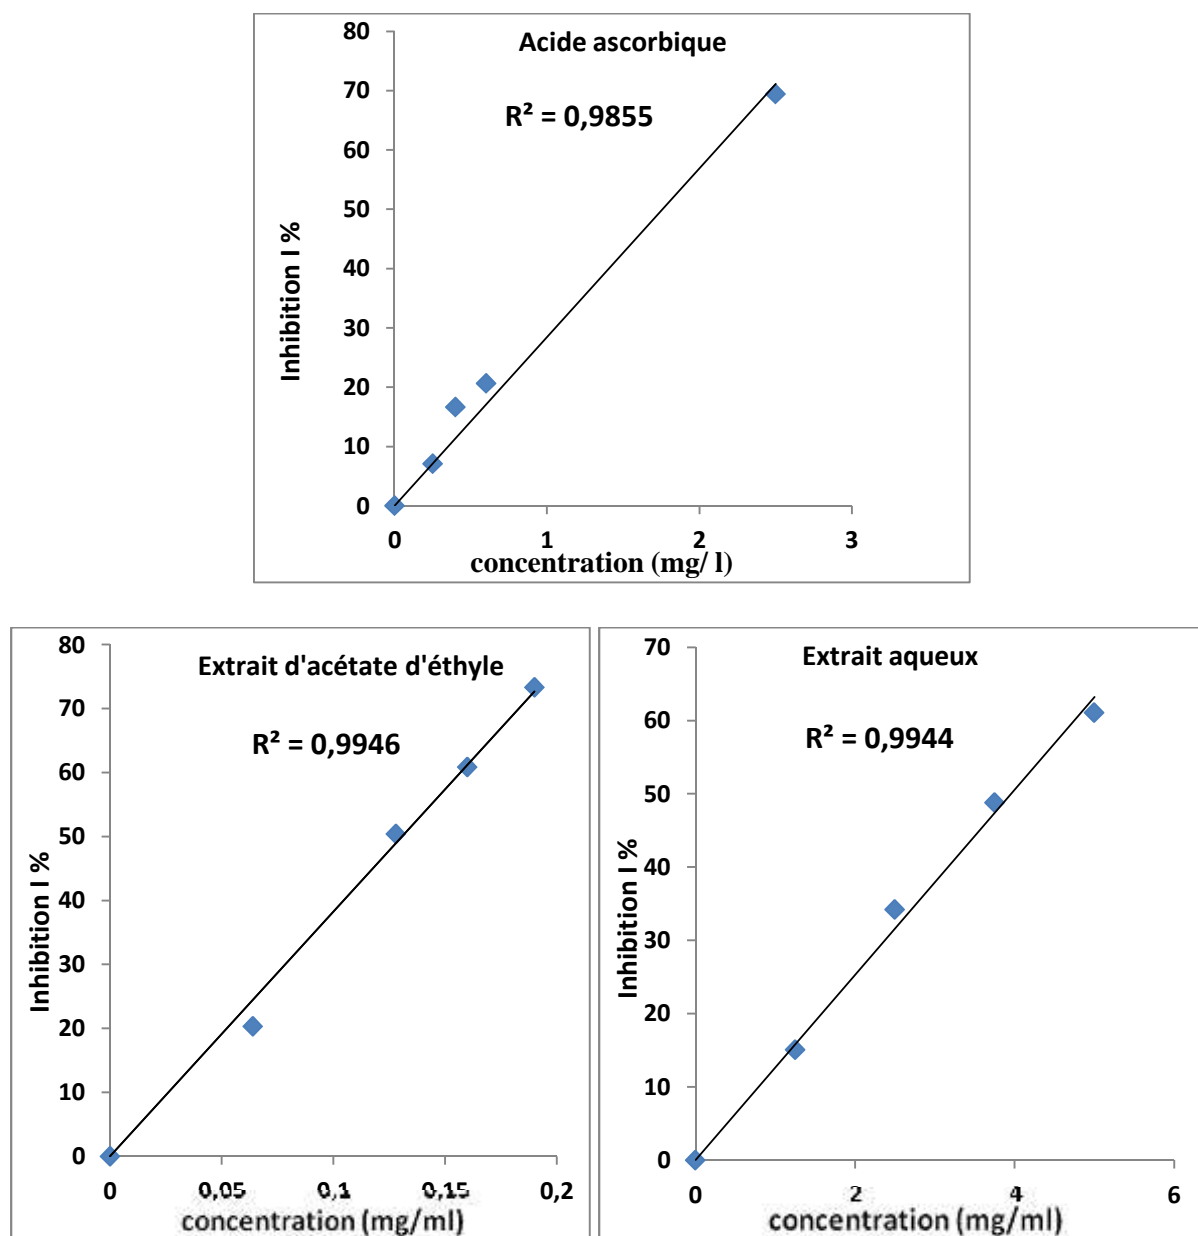 Acide ascorbique
R² = 0,9855
Inhibition I %
80
70
60
50
40
30
20
10
0
0 1 2 3
concentration (mg/ l)
Extrait d'acétate d'éthyle
R² = 0,9946
Inhibition I %
80
70
60
50
40
30
20
10
0
0 0,05 0,1 0,15 0,2
concentration (mg/ml)
Extrait aqueux
R² = 0,9944
Inhibition I %
70
60
50
40
30
20
10
0
0 2 4 6
concentration (mg/ml)